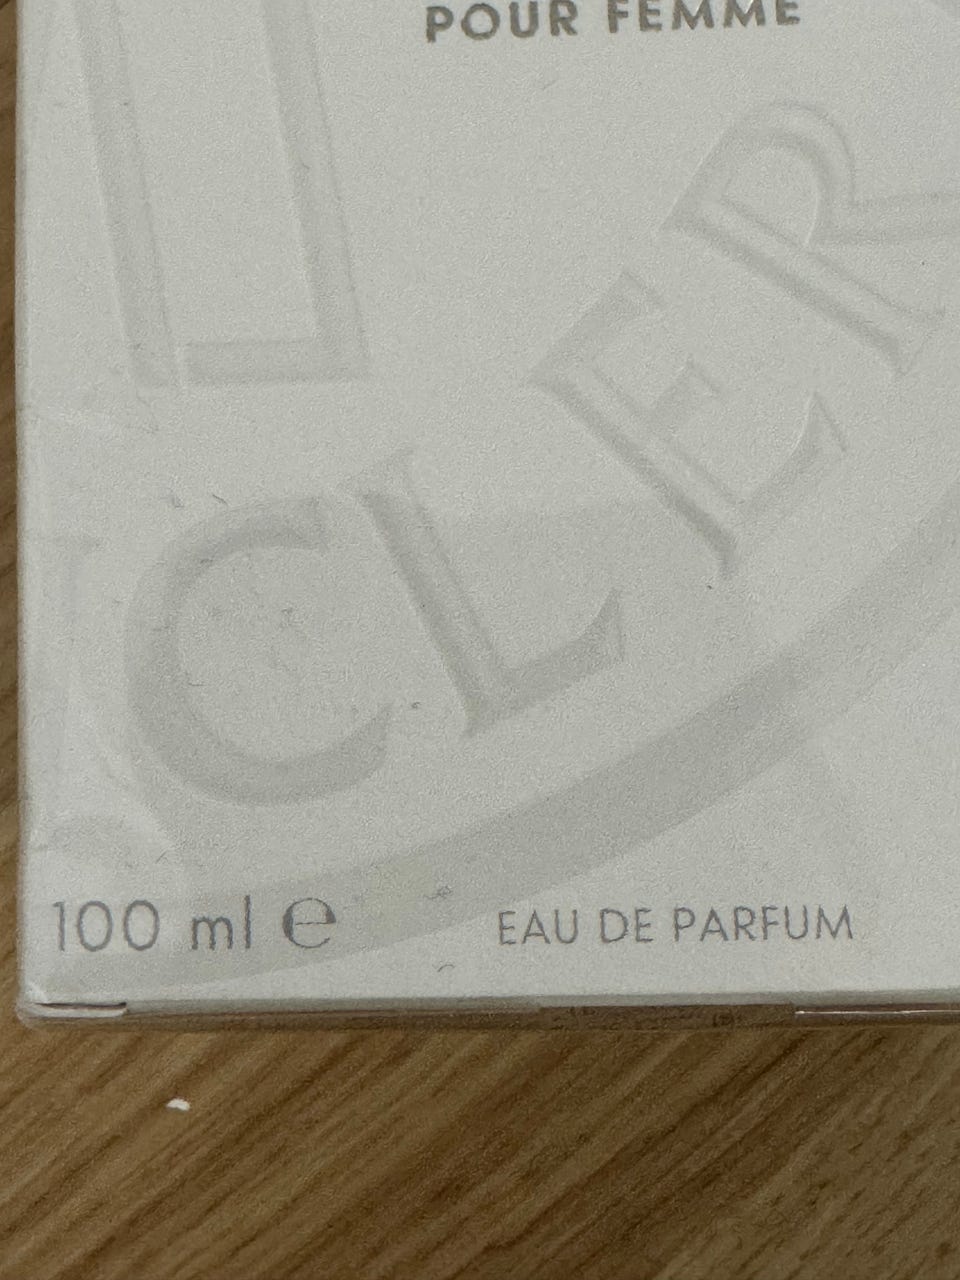 POUR FEMME
CLER
100 ml ℮
EAU DE PARFUM